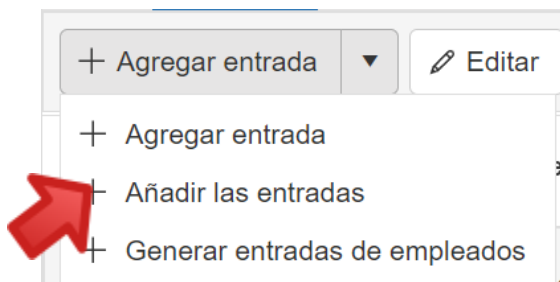 Agregar entrada Editar
Agregar entrada
Añadir las entradas
Generar entradas de empleados